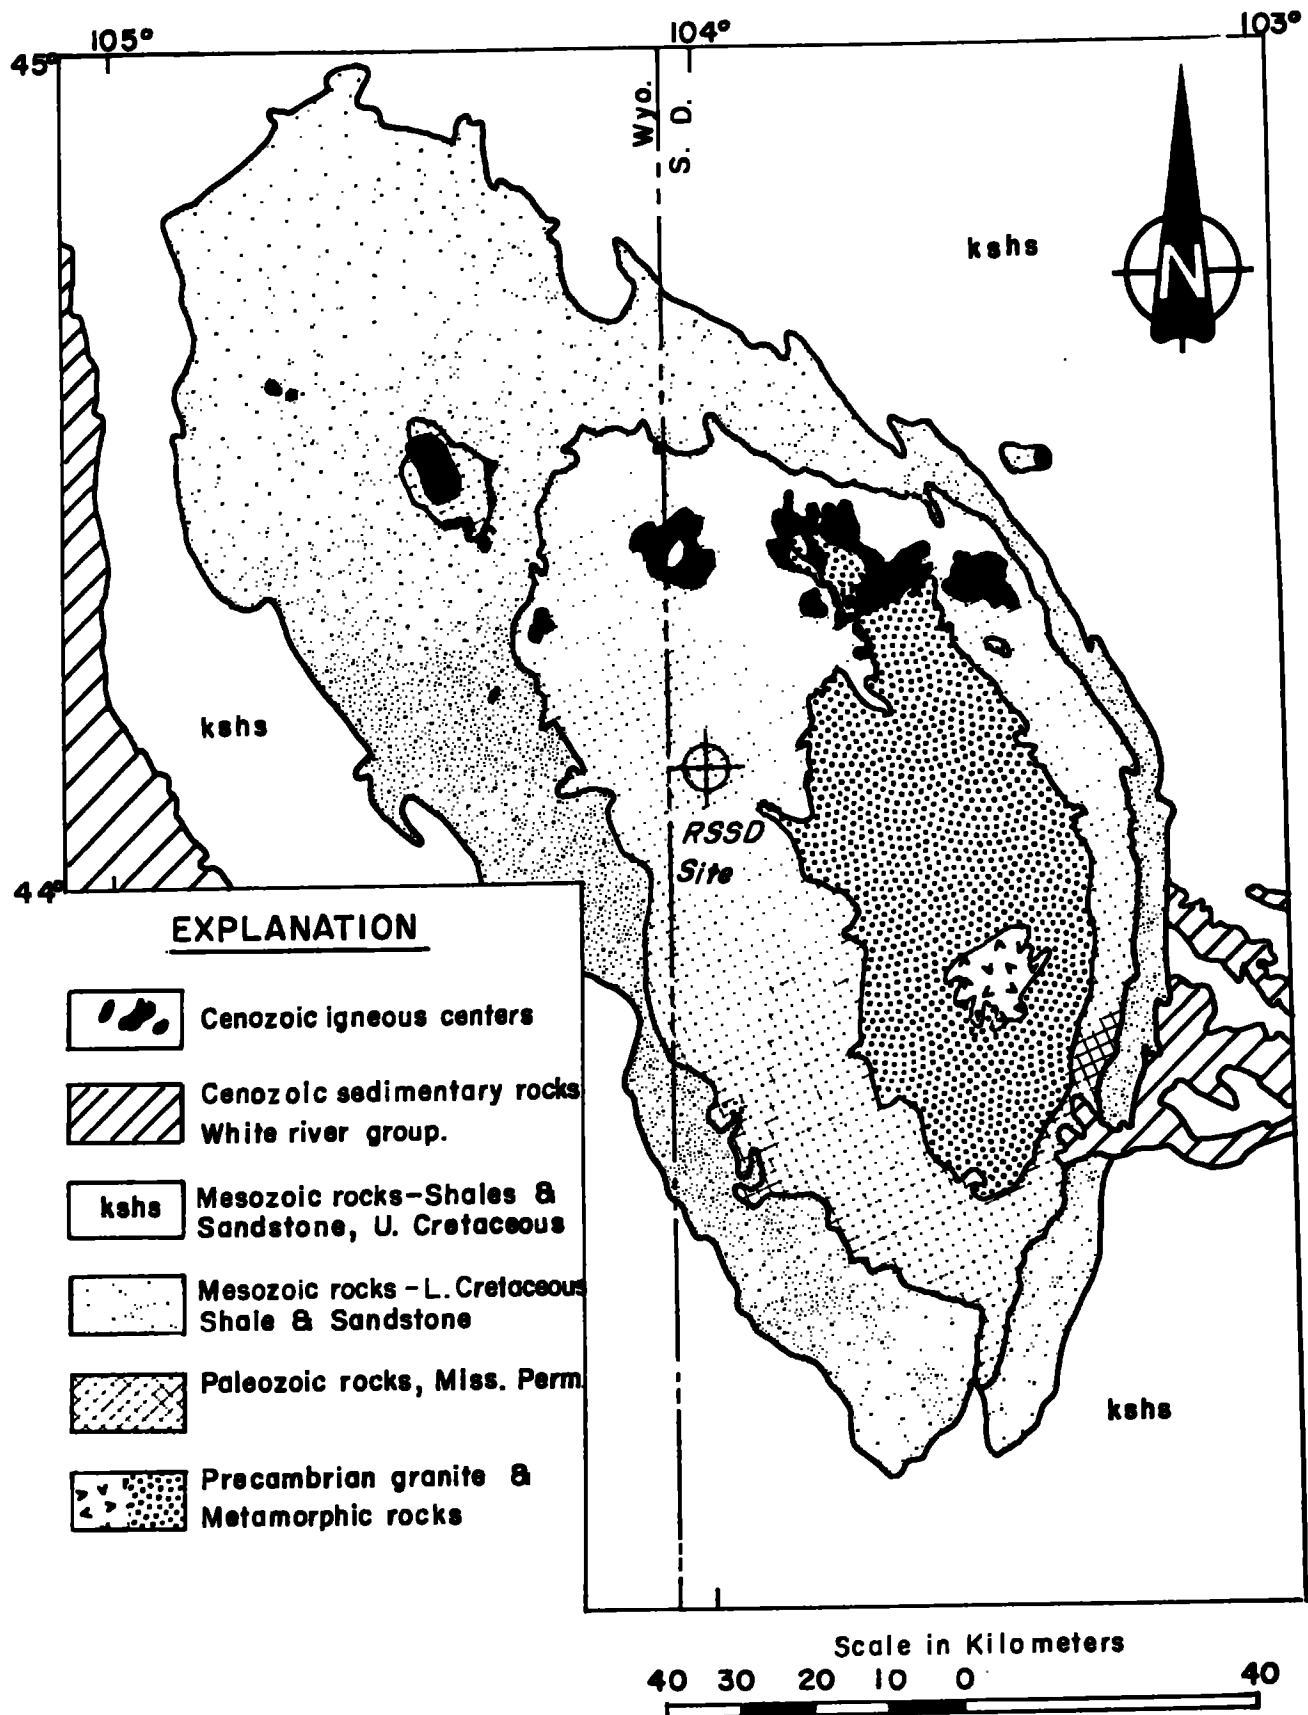 105°
104°
103°
45°
Wyo.
S. D.
N
kshs
kshs
RSSD
Site
44°
EXPLANATION
Cenozoic igneous centers
Cenozoic sedimentary rocks
White river group.
kshs
Mesozoic rocks-Shales &
Sandstone, U. Cretaceous
Mesozoic rocks - L. Cretaceous
Shale & Sandstone
Paleozoic rocks, Miss. Perm.
Precambrian granite &
Metamorphic rocks
kshs
Scale in Kilometers
40 30 20 10 0 40